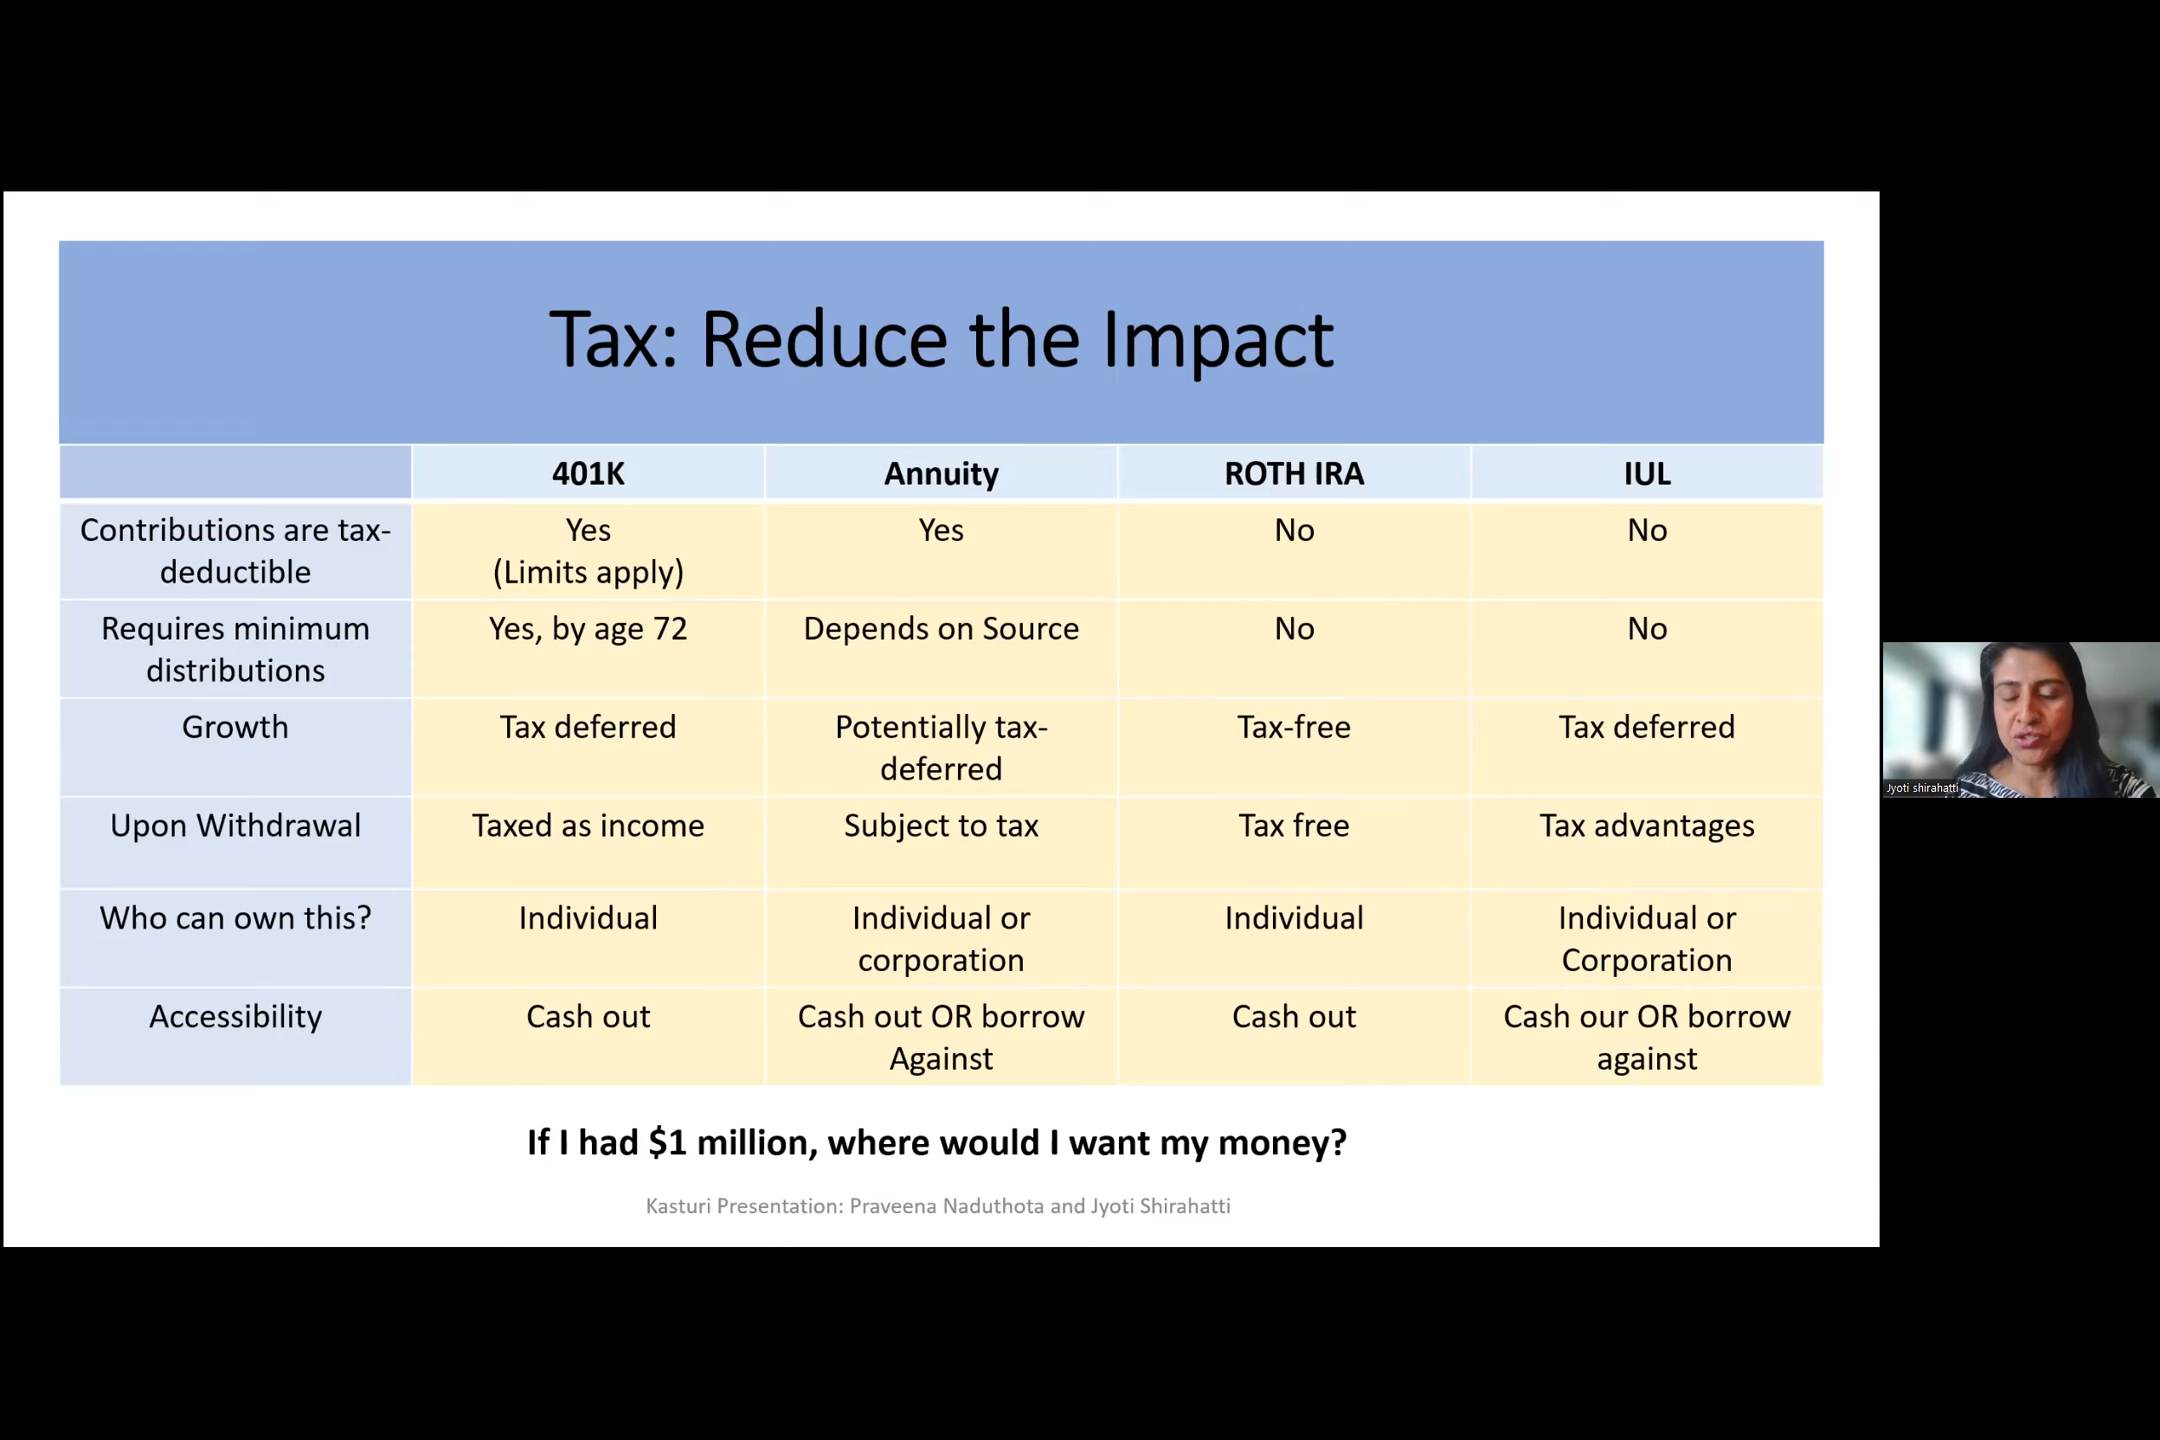 Tax: Reduce the Impact
401K Annuity ROTH IRA IUL
Contributions are tax-
deductible
Yes
(Limits apply)
Yes
No
No
Requires minimum
distributions
Yes, by age 72
Depends on Source
No
No
Growth
Tax deferred
Potentially tax-
deferred
Tax-free
Tax deferred
Upon Withdrawal
Taxed as income
Subject to tax
Tax free
Tax advantages
Who can own this?
Individual
Individual or
corporation
Individual
Individual or
Corporation
Accessibility
Cash out
Cash out OR borrow
Against
Cash out
Cash our OR borrow
against
If I had $1 million, where would I want my money?
Kasturi Presentation: Praveena Naduthota and Jyoti Shirahatti
Jyoti shirahatti